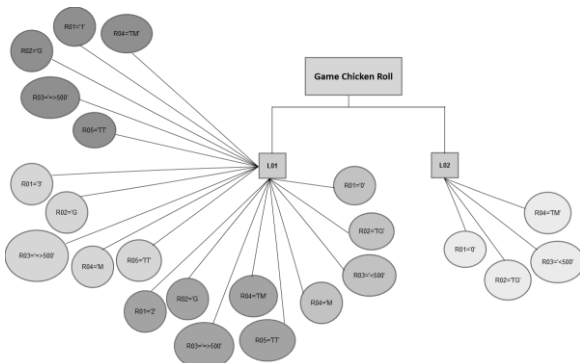 R01='1'
R04='TM'
R02='G
R03='=>500'
R05='TT'
Game Chicken Roll
L01
L02
R01='3'
R02='G
R03='=>500'
R04='M
R05='TT'
R01='2'
R02='G
R03='=>500'
R04='TM'
R05='TT'
R01='0'
R02='TG'
R03='<500'
R04='M
R04='TM'
R01='0'
R02='TG'
R03='<500'